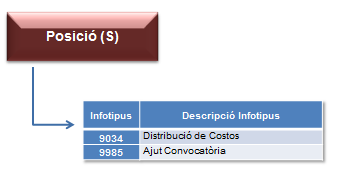 Posició (S)
Infotipus Descripció Infotipus
9034 Distribució de Costos
9985 Ajut Convocatòria